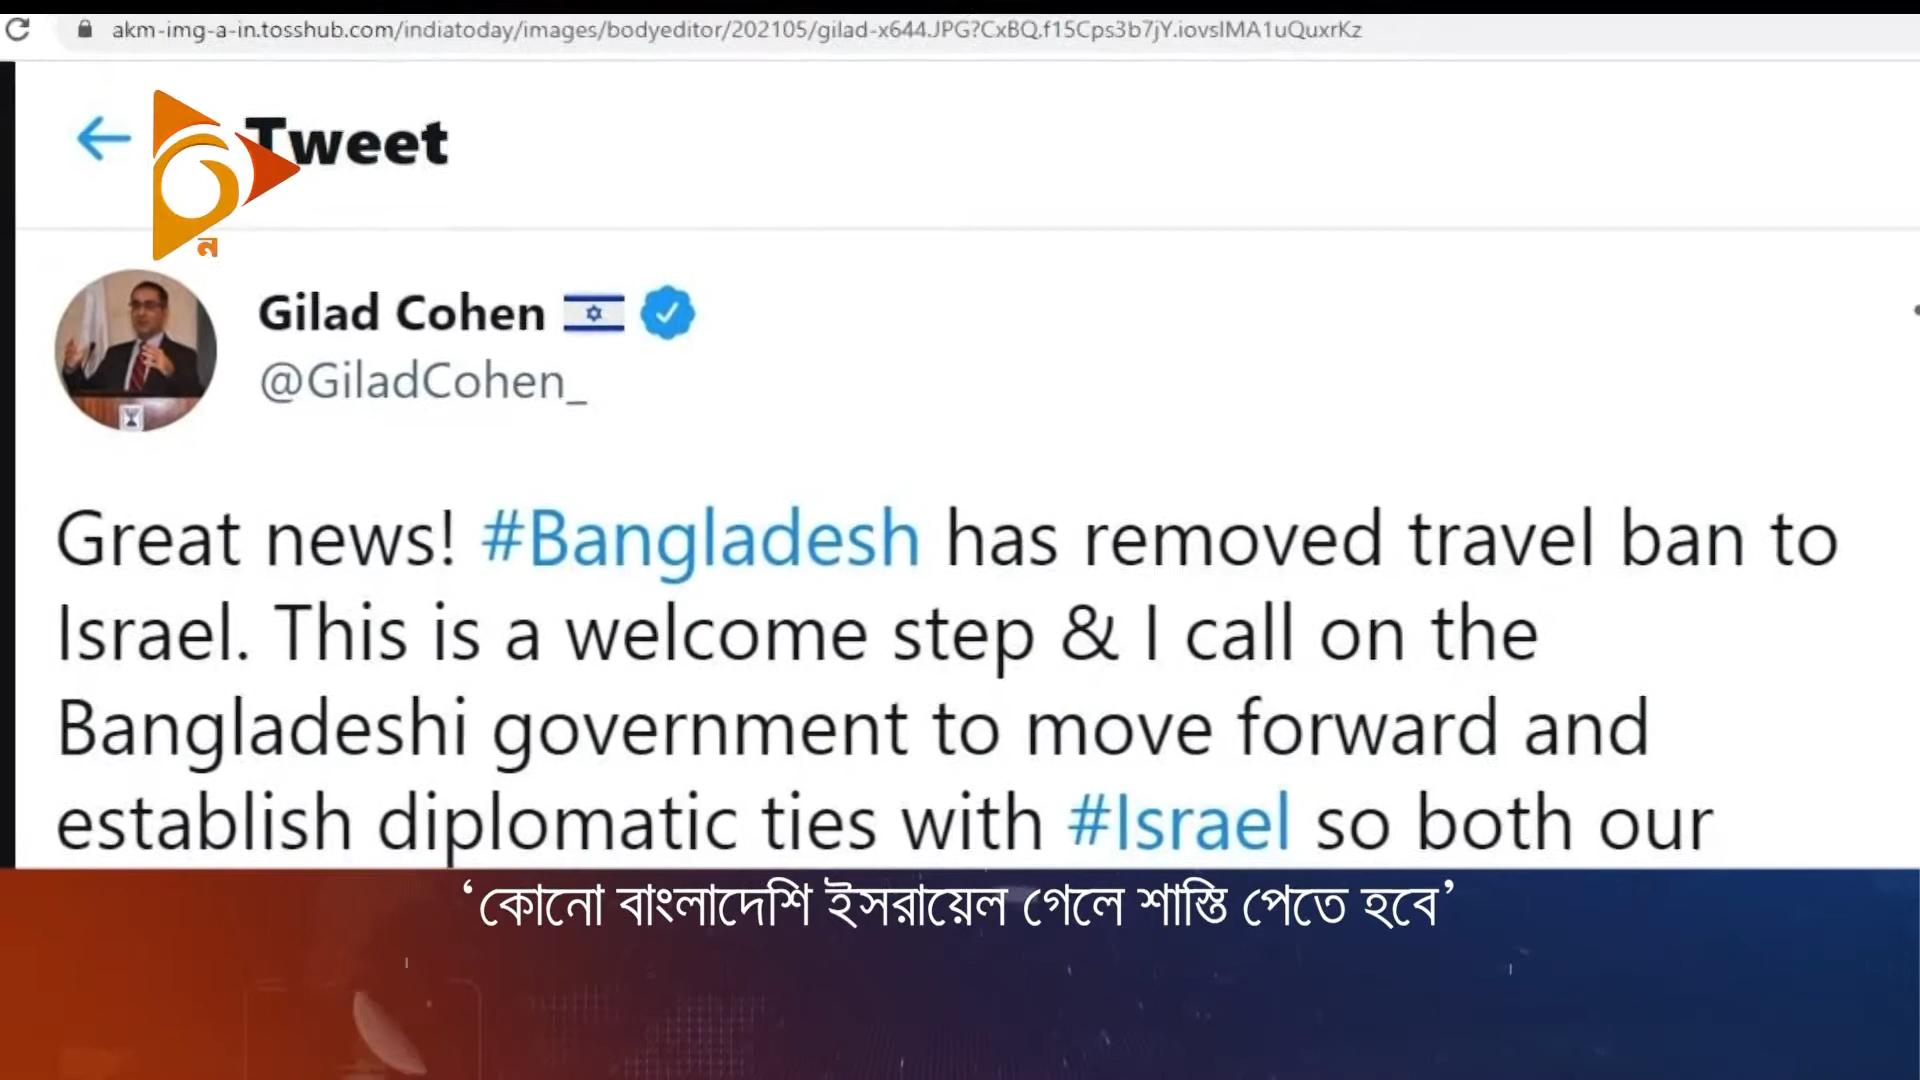 akm-img-a-in.tosshub.com/indiatoday/images/bodyeditor/202105/gilad-x644.JPG?CxBQ.f15Cps3b7jY.iovslMA1uQuxrKz
Tweet
ন
Gilad Cohen
@GiladCohen_
Great news! #Bangladesh has removed travel ban to
Israel. This is a welcome step & I call on the
Bangladeshi government to move forward and
establish diplomatic ties with #Israel so both our
‘কোনো বাংলাদেশি ইসরায়েল গেলে শাস্তি পেতে হবে’